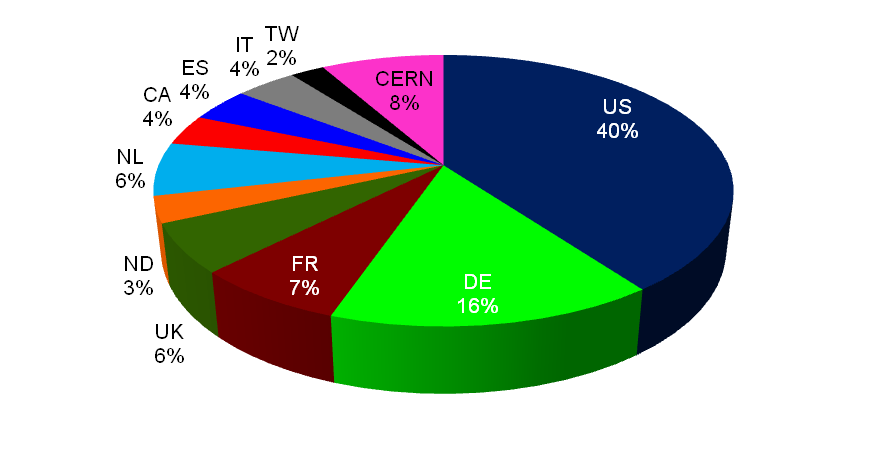 TW
2%
IT
4%
ES
4%
CA
4%
NL
6%
ND
3%
UK
6%
FR
7%
DE
16%
US
40%
CERN
8%